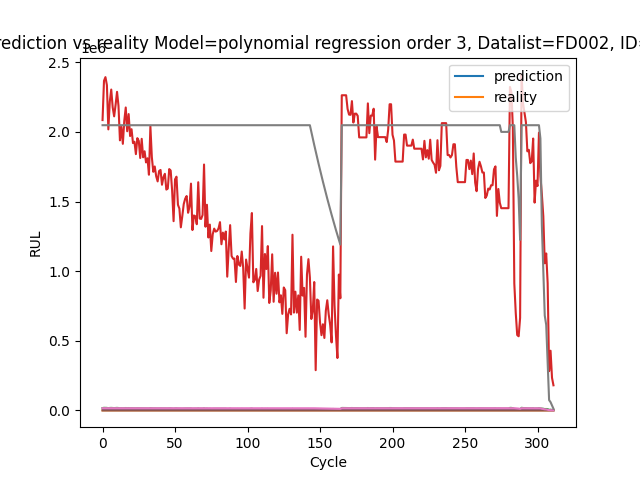 rediction vs reality Model=polynomial regression order 3, Datalist=FD002, ID=
1e6
prediction
reality
2.5
2.0
1.5
1.0
0.5
0.0
RUL
0 50 100 150 200 250 300
Cycle